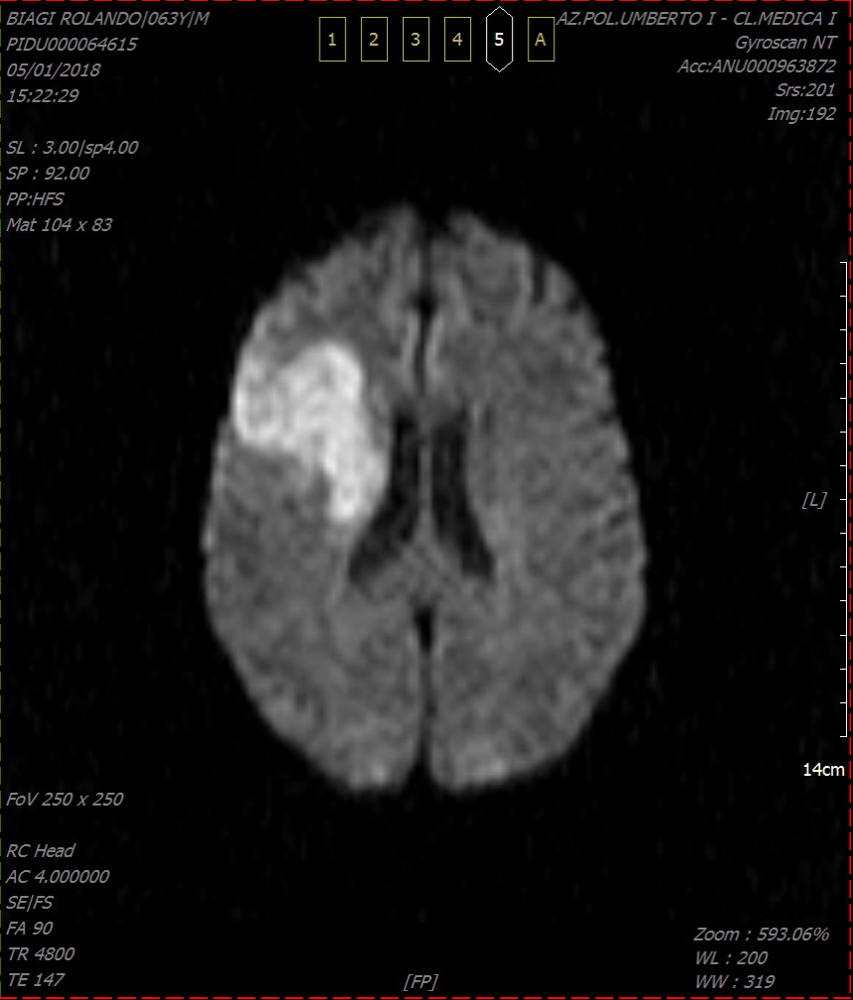 BIAGI ROLANDO|063Y|M
PIDU000064615
05/01/2018
15:22:29
1 2 3 4 5 A
AZ.POL.UMBERTO I - CL.MEDICA I
Gyroscan NT
Acc:ANU000963872
Srs:201
Img:192
SL : 3.00|sp4.00
SP : 92.00
PP:HFS
Mat 104 x 83
[L]
14cm
FoV 250 x 250
RC Head
AC 4.000000
SE|FS
FA 90
TR 4800
TE 147
[FP]
Zoom : 593.06%
WL : 200
WW : 319